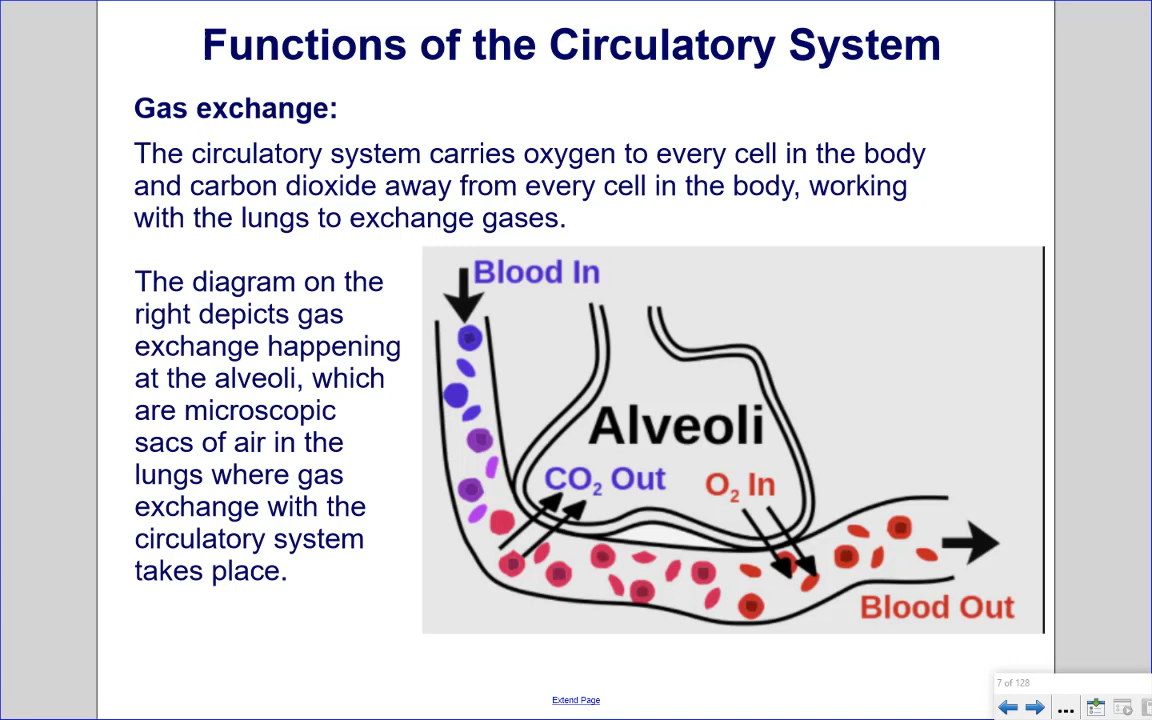 Functions of the Circulatory System
Gas exchange:
The circulatory system carries oxygen to every cell in the body
and carbon dioxide away from every cell in the body, working
with the lungs to exchange gases.
The diagram on the
right depicts gas
exchange happening
at the alveoli, which
are microscopic
sacs of air in the
lungs where gas
exchange with the
circulatory system
takes place.
Blood In
Alveoli
CO₂ Out
O₂ In
Blood Out
Extend Page
7 of 128